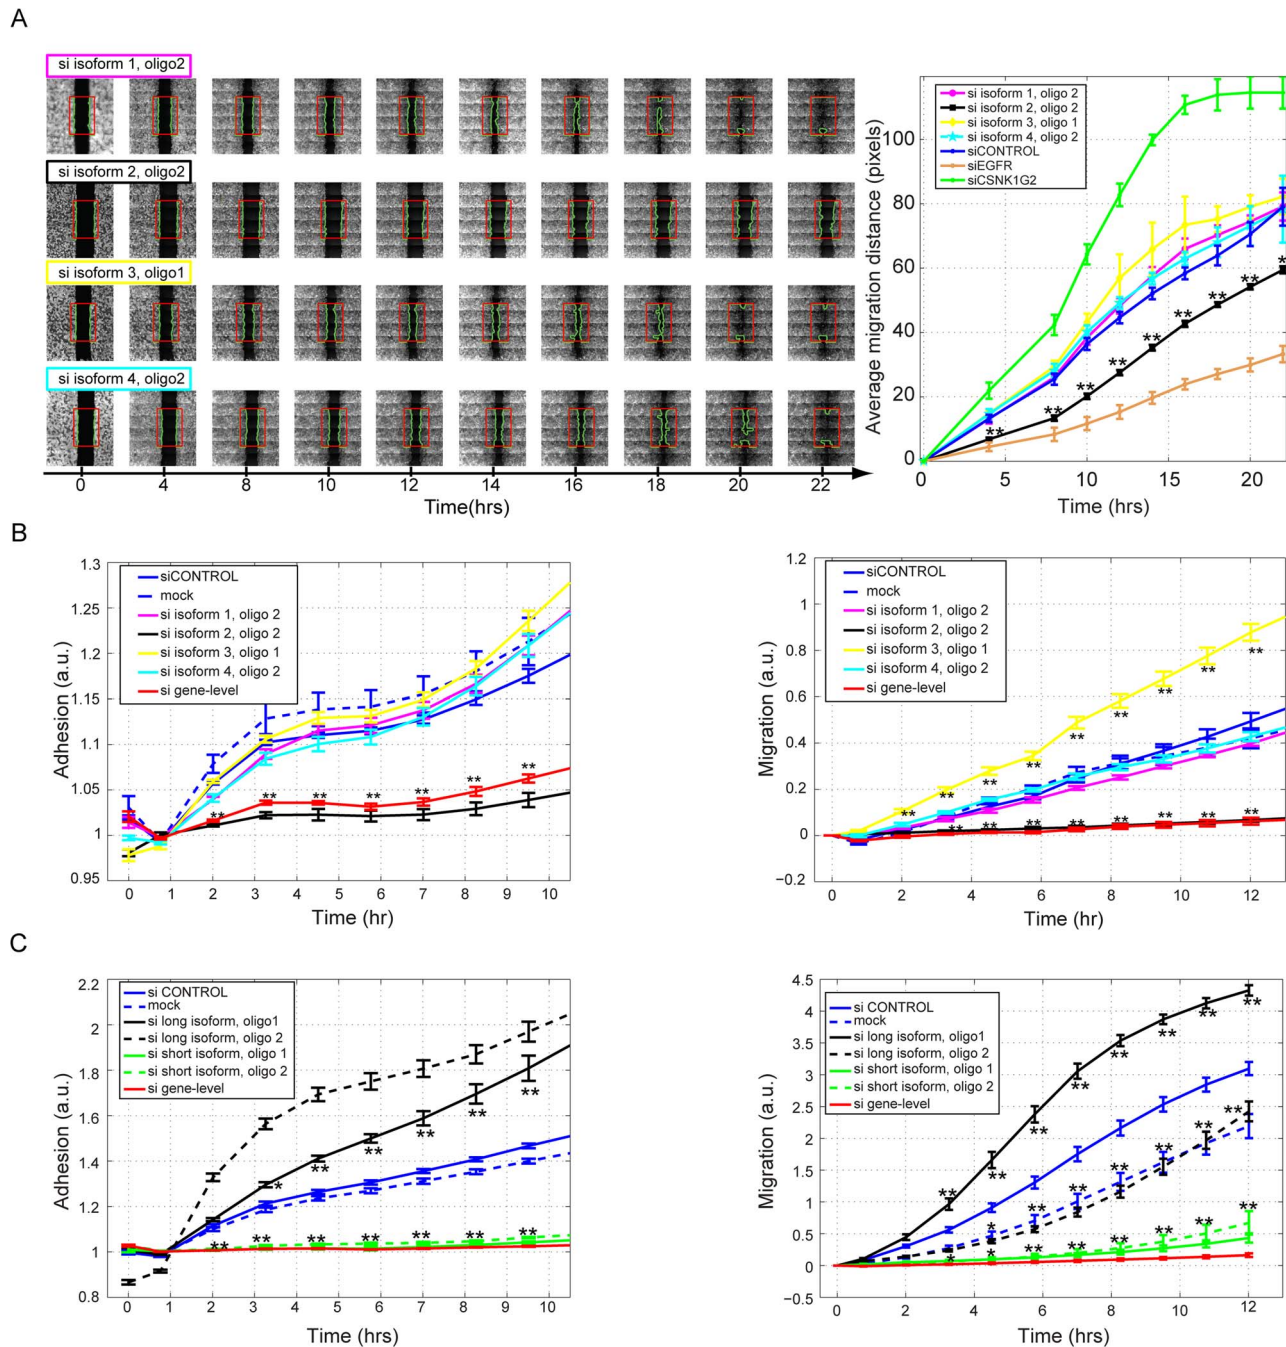 A
si isoform 1, oligo2
si isoform 2, oligo2
si isoform 3, oligo1
si isoform 4, oligo2
0 4 8 10 12 14 16 18 20 22
Time(hrs)
si isoform 1, oligo 2
si isoform 2, oligo 2
si isoform 3, oligo 1
si isoform 4, oligo 2
siCONTROL
siEGFR
siCSNK1G2
Average migration distance (pixels)
100
80
60
40
20
0
** ** ** ** ** ** ** ** *
0 5 10 15 20
Time (hrs)
B
siCONTROL
mock
si isoform 1, oligo 2
si isoform 2, oligo 2
si isoform 3, oligo 1
si isoform 4, oligo 2
si gene-level
Adhesion (a.u.)
1.3
1.25
1.2
1.15
1.1
1.05
1
0.95
** ** ** ** ** ** **
0 1 2 3 4 5 6 7 8 9 10
Time (hr)
siCONTROL
mock
si isoform 1, oligo 2
si isoform 2, oligo 2
si isoform 3, oligo 1
si isoform 4, oligo 2
si gene-level
Migration (a.u.)
1.2
1
0.8
0.6
0.4
0.2
0
−0.2
** ** ** ** ** ** ** ** **
** ** ** ** ** ** ** ** **
0 2 4 6 8 10 12
Time (hrs)
C
si CONTROL
mock
si long isoform, oligo1
si long isoform, oligo 2
si short isoform, oligo 1
si short isoform, oligo 2
si gene-level
Adhesion (a.u.)
2.2
2
1.8
1.6
1.4
1.2
1
0.8
* ** ** ** ** **
** ** ** ** ** ** **
0 1 2 3 4 5 6 7 8 9 10
Time (hrs)
si CONTROL
mock
si long isoform, oligo1
si long isoform, oligo 2
si short isoform, oligo 1
si short isoform, oligo 2
si gene-level
Migration (a.u.)
4.5
4
3.5
3
2.5
2
1.5
1
0.5
0
−0.5
** ** ** ** ** ** ** **
* ** ** ** ** ** **
* * ** ** ** ** ** **
0 2 4 6 8 10 12
Time (hrs)